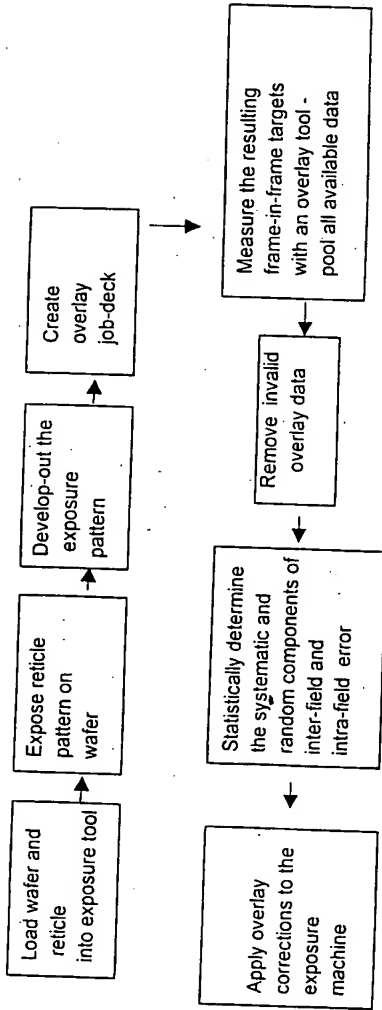 Load wafer and
reticle
into exposure tool
Expose reticle
pattern on
wafer
Develop-out the
exposure
pattern
Create
overlay
job-deck
Measure the resulting
frame-in-frame targets
with an overlay tool -
pool all available data
Remove invalid
overlay data
Statistically determine
the systematic and
random components of
inter-field and
intra-field error
Apply overlay
corrections to the
exposure
machine